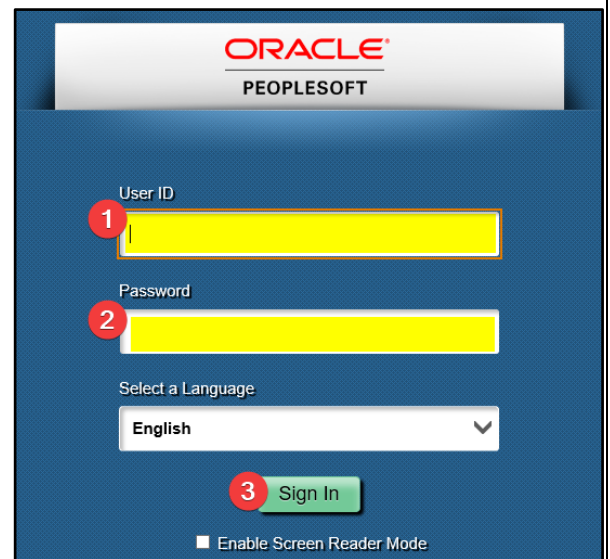 ORACLE®
PEOPLESOFT
User ID
1
Password
2
Select a Language
English
3 Sign In
Enable Screen Reader Mode